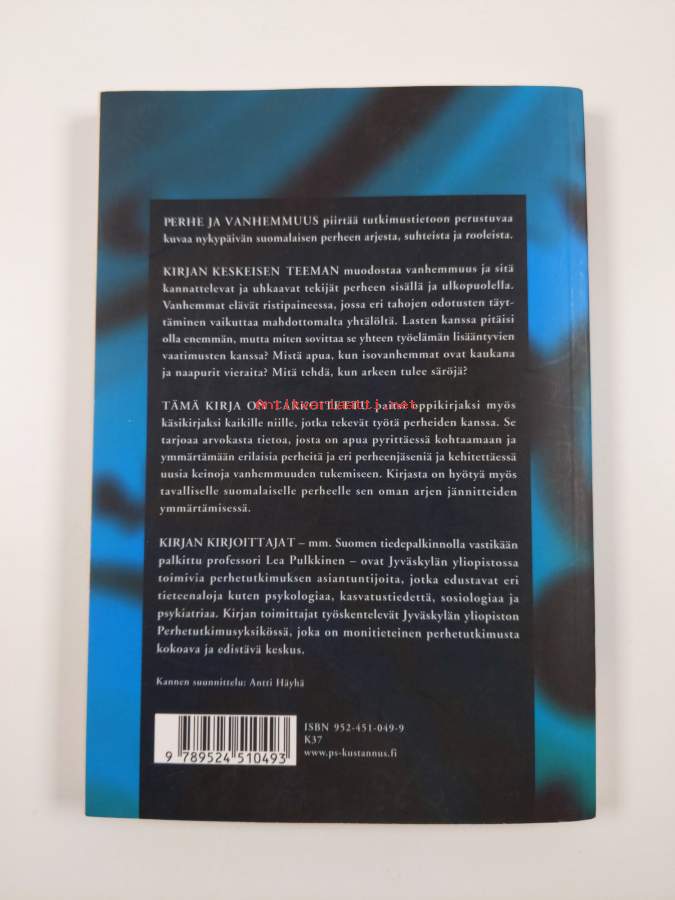 PERHE JA VANHEMMUUS piirtää tutkimustietoon perustuvaa
kuvaa nykypäivän suomalaisen perheen arjesta, suhteista ja rooleista.
KIRJAN KESKEISEN TEEMAN muodostaa vanhemmuus ja sitä
kannattelevat ja uhkaavat tekijät perheen sisällä ja ulkopuolella.
Vanhemmat elävät ristipaineessa, jossa eri tahojen odotusten täyt-
täminen vaikuttaa mahdottomalta yhtälöltä. Lasten kanssa pitäisi
olla enemmän, mutta miten sovittaa se yhteen työelämän lisääntyvien
vaatimusten kanssa? Mistä apua, kun isovanhemmat ovat kaukana
ja naapurit vieraita? Mitä tehdä, kun arkeen tulee säröjä?
TÄMÄ KIRJA ON TARKOITETTU paitsi oppikirjaksi myös
Antikvariaatti.net
käsikirjaksi kaikille niille, jotka tekevät työtä perheiden kanssa. Se
tarjoaa arvokasta tietoa, josta on apua pyrittäessä kohtaamaan ja
ymmärtämään erilaisia perheitä ja eri perheenjäseniä ja kehitettäessä
uusia keinoja vanhemmuuden tukemiseen. Kirjasta on hyötyä myös
tavalliselle suomalaiselle perheelle sen oman arjen jännitteiden
ymmärtämisessä.
KIRJAN KIRJOITTAJAT – mm. Suomen tiedepalkinnolla vastikään
palkittu professori Lea Pulkkinen – ovat Jyväskylän yliopistossa
toimivia perhetutkimuksen asiantuntijoita, jotka edustavat eri
tieteenaloja kuten psykologiaa, kasvatustiedettä, sosiologiaa ja
psykiatriaa. Kirjan toimittajat työskentelevät Jyväskylän yliopiston
Perhetutkimusyksikössä, joka on monitieteinen perhetutkimusta
kokoava ja edistävä keskus.
Kannen suunnittelu: Antti Häyhä
ISBN 952-451-049-9
K37
www.ps-kustannus.fi
9 789524 510493